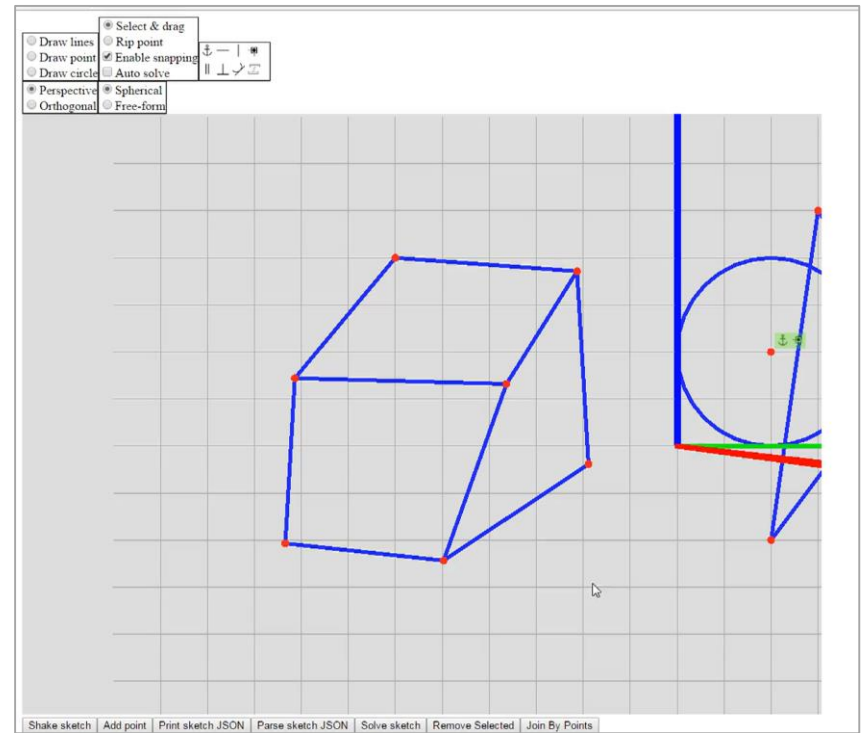 Select & drag
Draw lines
Rip point
Draw point
Enable snapping
Draw circle
Auto solve
Perspective
Spherical
Orthogonal
Free-form
Shake sketch
Add point
Print sketch JSON
Parse sketch JSON
Solve sketch
Remove Selected
Join By Points